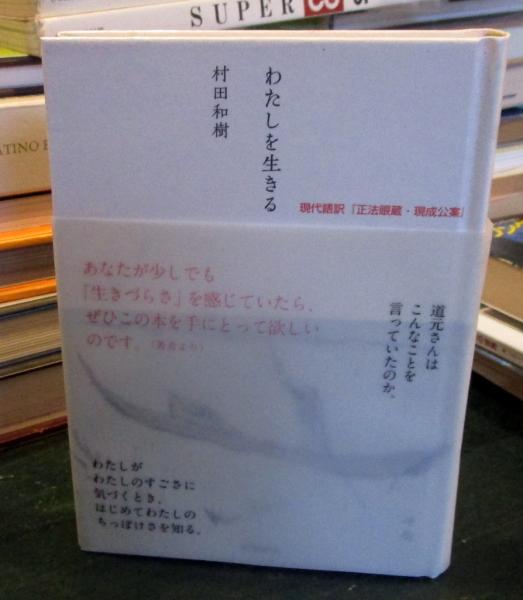 SUPER
わたしを生きる
村田和樹
現代語訳「正法眼蔵・現成公案」
あなたが少しでも
「生きづらさ」を感じていたら、
ぜひこの本を手にとって欲しい
のです。（著者より）
道元さんは
こんなことを
言っていたのか。
わたしが
わたしのすごさに
気づくとき、
はじめてわたしの
ちっぽけさを知る。